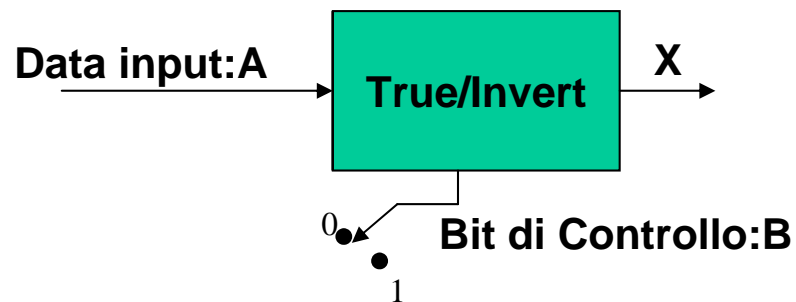 Data input:A
True/Invert
X
0
Bit di Controllo:B
1